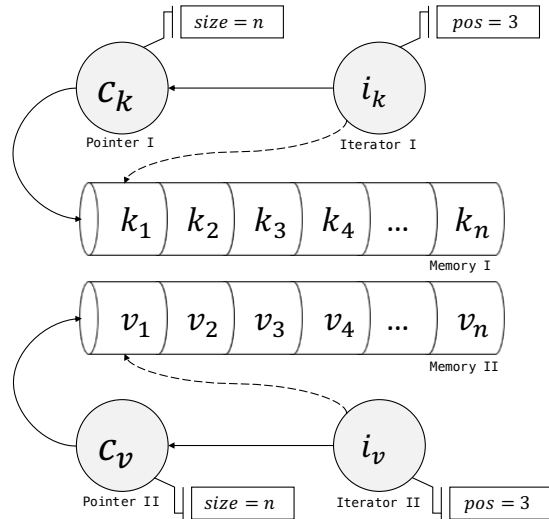 size = n
pos = 3
c_k
i_k
Pointer I
Iterator I
k_1 k_2 k_3 k_4 ... k_n
Memory I
v_1 v_2 v_3 v_4 ... v_n
Memory II
c_v
i_v
Pointer II
Iterator II
size = n
pos = 3